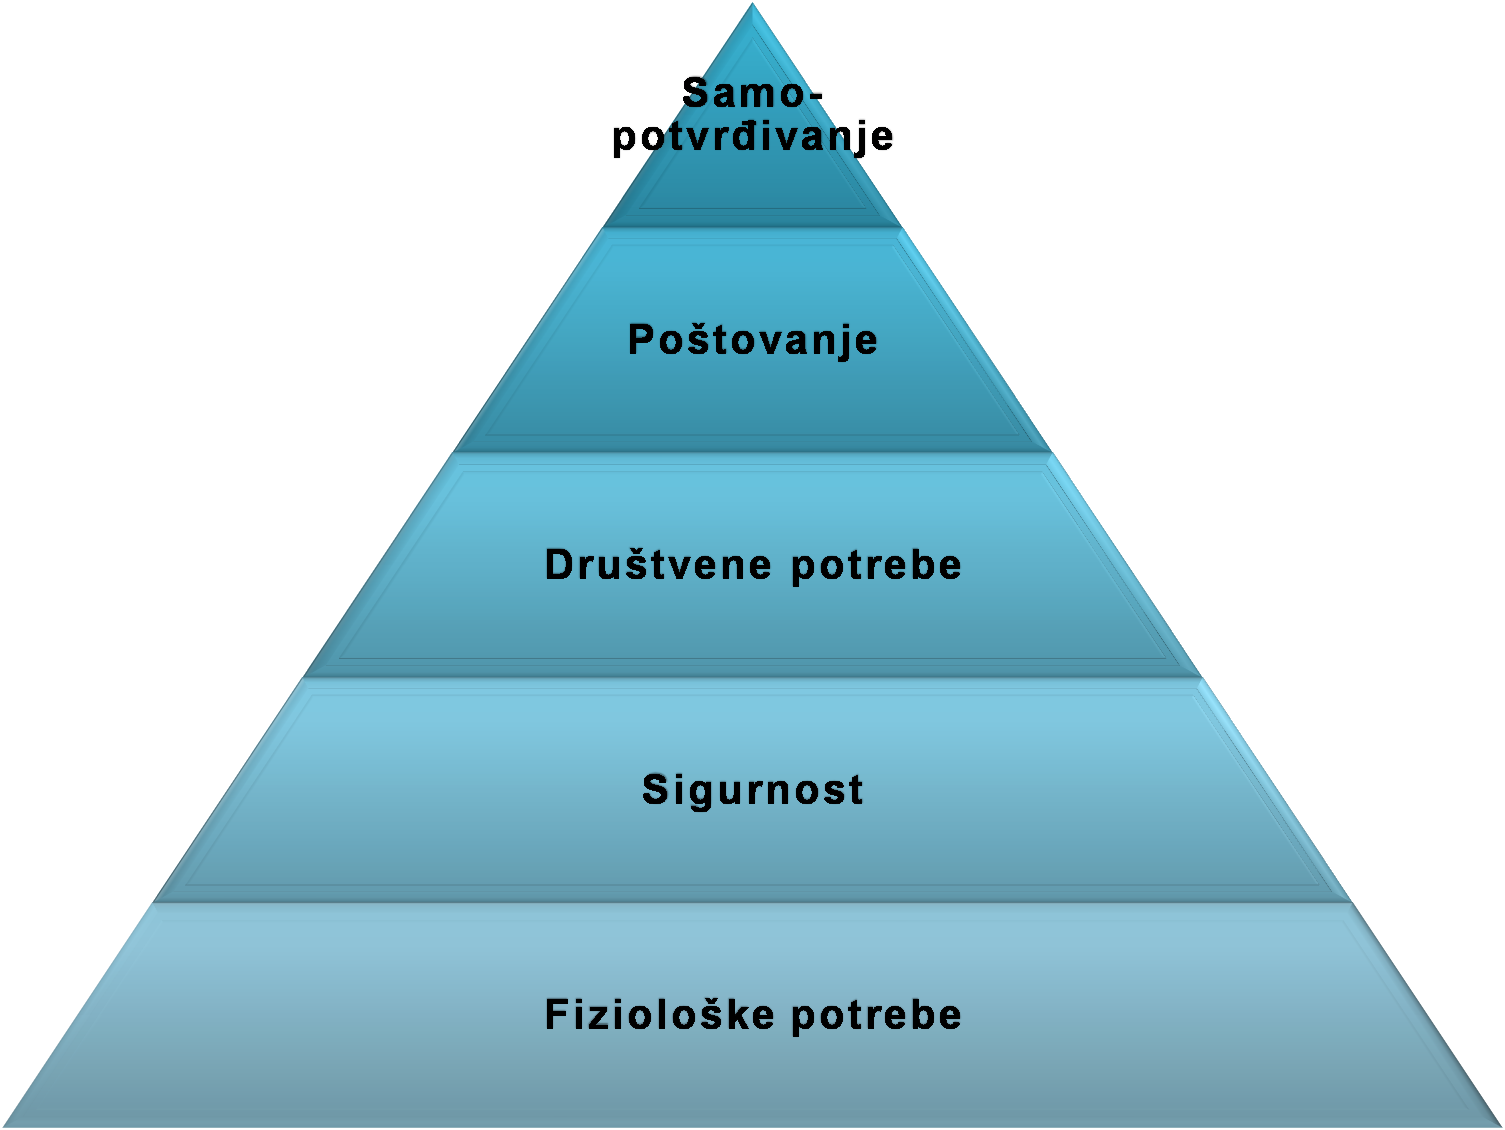 Samo-
potvrđivanje
Poštovanje
Društvene potrebe
Sigurnost
Fiziološke potrebe